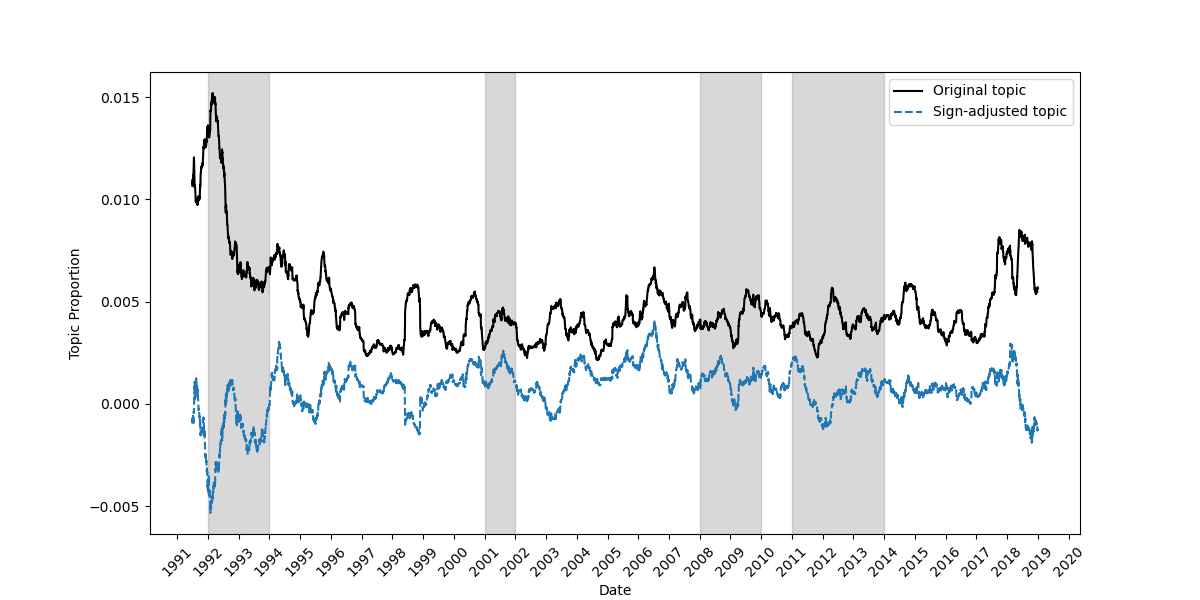 Original topic
Sign-adjusted topic
0.015
0.010
0.005
0.000
−0.005
Topic Proportion
1991 1992 1993 1994 1995 1996 1997 1998 1999 2000 2001 2002 2003 2004 2005 2006 2007 2008 2009 2010 2011 2012 2013 2014 2015 2016 2017 2018 2019 2020
Date